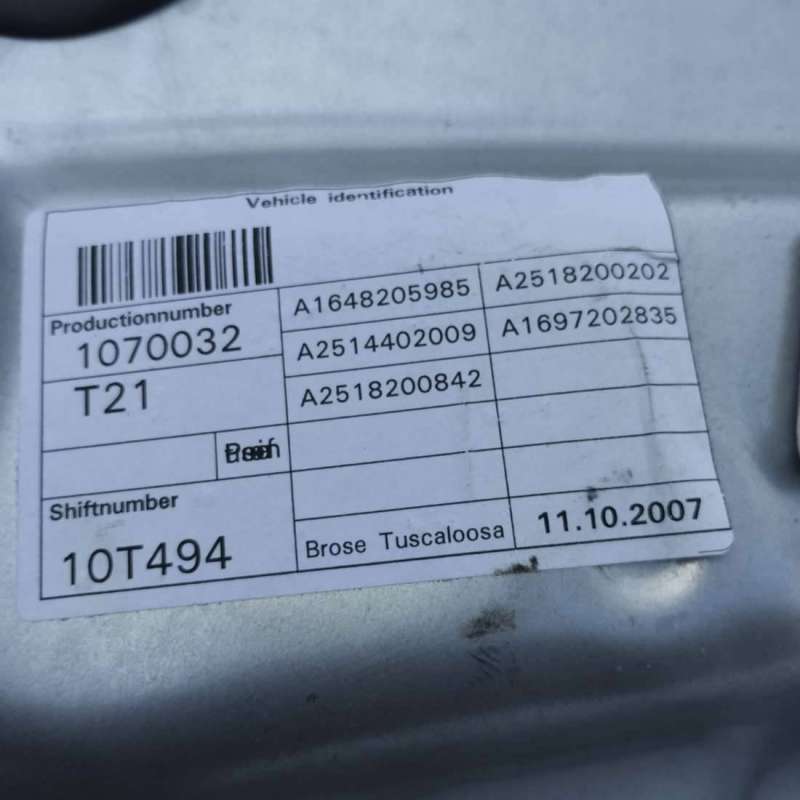 Vehicle identification
Productionnumber
1070032
T21
Shiftnumber
10T494
A1648205985 A2518200202
A2514402009 A1697202835
A2518200842
Brose Tuscaloosa 11.10.2007